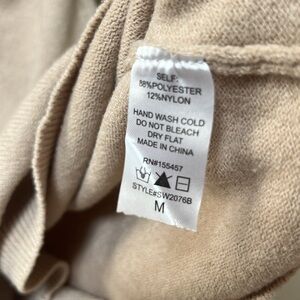 SELF:
88%POLYESTER
12%NYLON
HAND WASH COLD
DO NOT BLEACH
DRY FLAT
MADE IN CHINA
RN#155457
STYLE#SW2076B
M